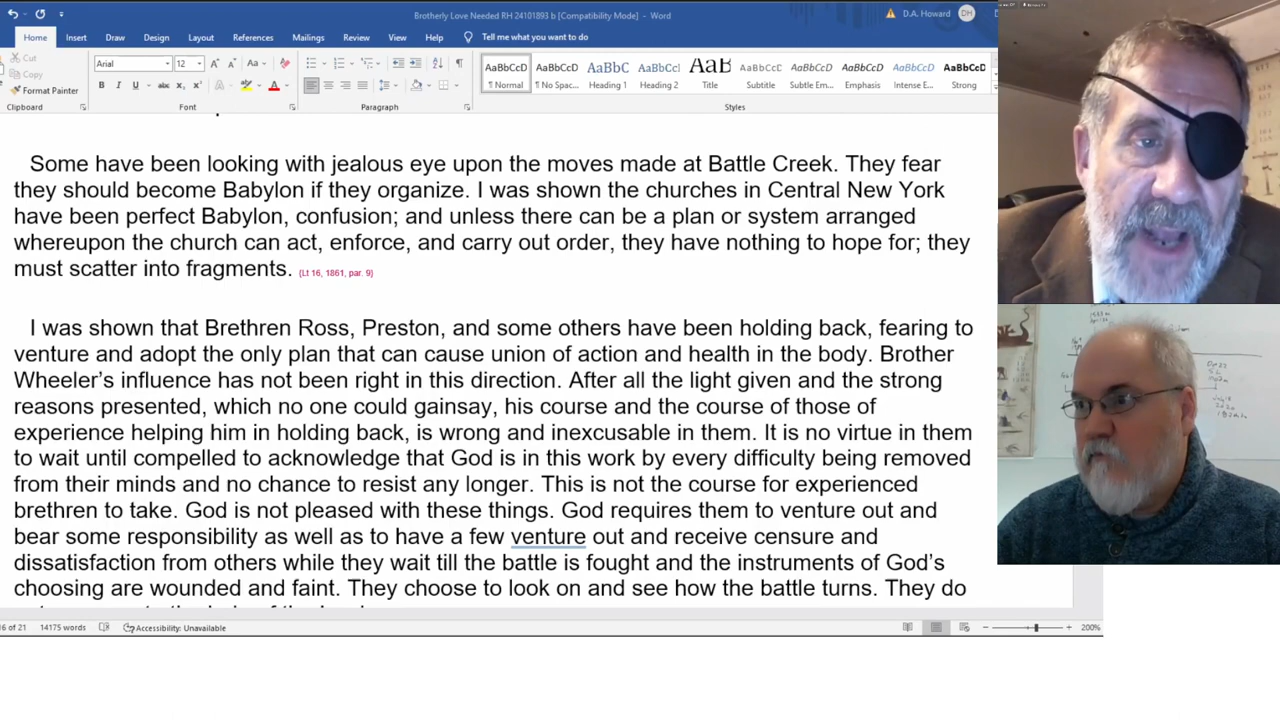 Brotherly Love Needed RH 24101893 b [Compatibility Mode] - Word
D.A. Howard DH
Home Insert Draw Design Layout References Mailings Review View Help Tell me what you want to do
Cut
Copy
Format Painter
Arial 12
Aa
B I U abc x₂ x² A A
AaBbCcD AaBbCcD AaBbC AaBbCcI AaB AaBbCcD AaBbCcD AaBbCcD AaBbCcD AaBbCcD
¶ Normal ¶ No Spac... Heading 1 Heading 2 Title Subtitle Subtle Em... Emphasis Intense E... Strong
Clipboard Font Paragraph Styles
Some have been looking with jealous eye upon the moves made at Battle Creek. They fear
they should become Babylon if they organize. I was shown the churches in Central New York
have been perfect Babylon, confusion; and unless there can be a plan or system arranged
whereupon the church can act, enforce, and carry out order, they have nothing to hope for; they
must scatter into fragments. {Lt 16, 1861, par. 9}
I was shown that Brethren Ross, Preston, and some others have been holding back, fearing to
venture and adopt the only plan that can cause union of action and health in the body. Brother
Wheeler's influence has not been right in this direction. After all the light given and the strong
reasons presented, which no one could gainsay, his course and the course of those of
experience helping him in holding back, is wrong and inexcusable in them. It is no virtue in them
to wait until compelled to acknowledge that God is in this work by every difficulty being removed
from their minds and no chance to resist any longer. This is not the course for experienced
brethren to take. God is not pleased with these things. God requires them to venture out and
bear some responsibility as well as to have a few venture out and receive censure and
dissatisfaction from others while they wait till the battle is fought and the instruments of God's
choosing are wounded and faint. They choose to look on and see how the battle turns. They do
6 of 21 14175 words Accessibility: Unavailable 200%